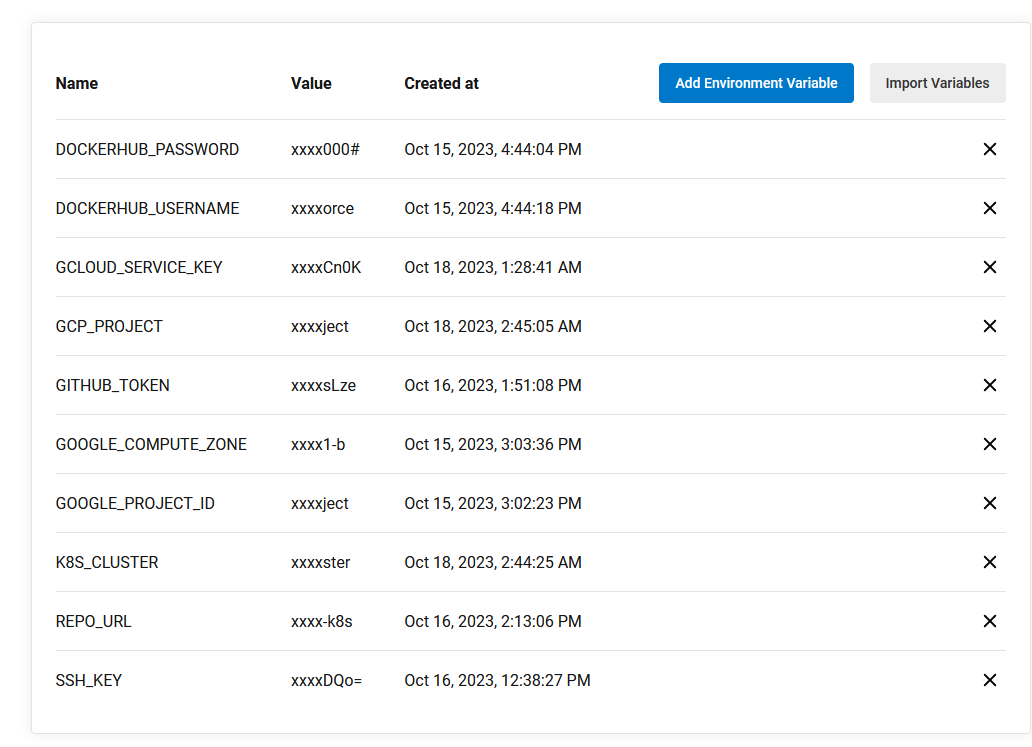 Name Value Created at Add Environment Variable Import Variables
DOCKERHUB_PASSWORD xxxx000# Oct 15, 2023, 4:44:04 PM
DOCKERHUB_USERNAME xxxxorce Oct 15, 2023, 4:44:18 PM
GCLOUD_SERVICE_KEY xxxxCn0K Oct 18, 2023, 1:28:41 AM
GCP_PROJECT xxxxject Oct 18, 2023, 2:45:05 AM
GITHUB_TOKEN xxxxsLze Oct 16, 2023, 1:51:08 PM
GOOGLE_COMPUTE_ZONE xxxx1-b Oct 15, 2023, 3:03:36 PM
GOOGLE_PROJECT_ID xxxxject Oct 15, 2023, 3:02:23 PM
K8S_CLUSTER xxxxster Oct 18, 2023, 2:44:25 AM
REPO_URL xxxx-k8s Oct 16, 2023, 2:13:06 PM
SSH_KEY xxxxDQo= Oct 16, 2023, 12:38:27 PM